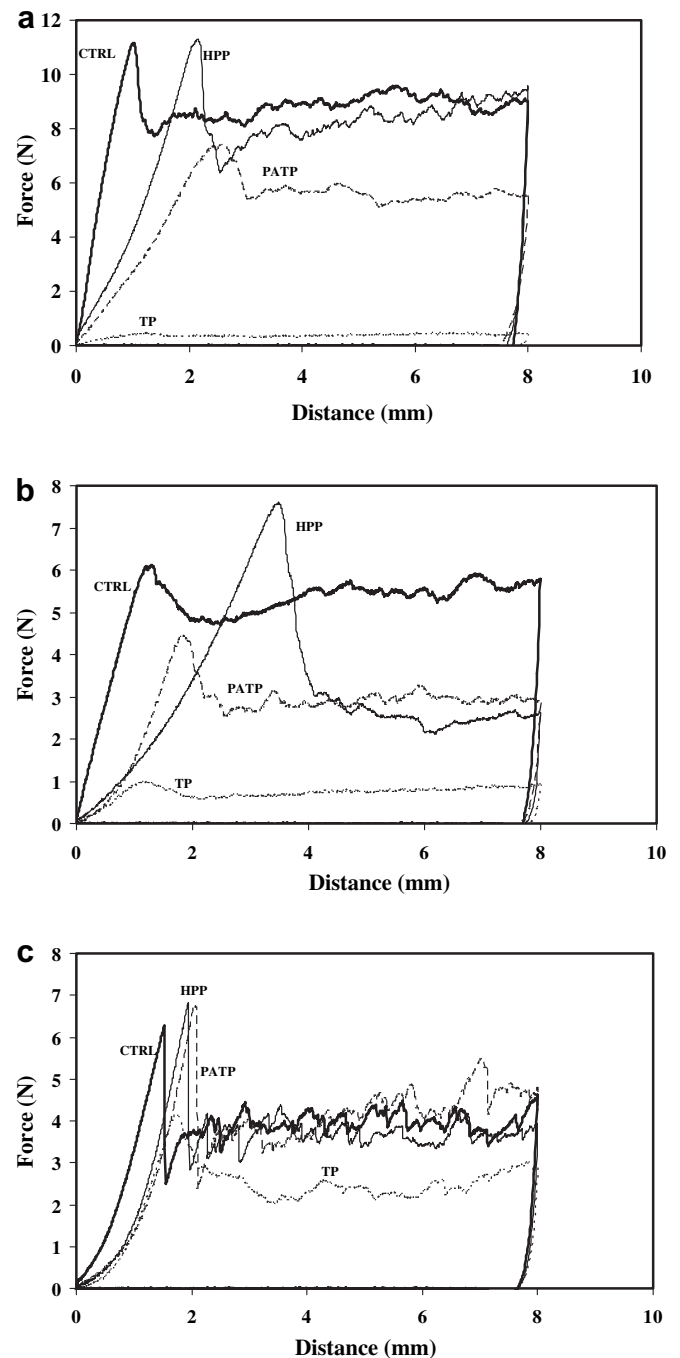 a
12
10
8
6
4
2
0
Force (N)
CTRL
HPP
PATP
TP
0 2 4 6 8 10
Distance (mm)
b
8
7
6
5
4
3
2
1
0
Force (N)
CTRL
HPP
PATP
TP
0 2 4 6 8 10
Distance (mm)
c
8
7
6
5
4
3
2
1
0
Force (N)
HPP
CTRL
PATP
TP
0 2 4 6 8 10
Distance (mm)